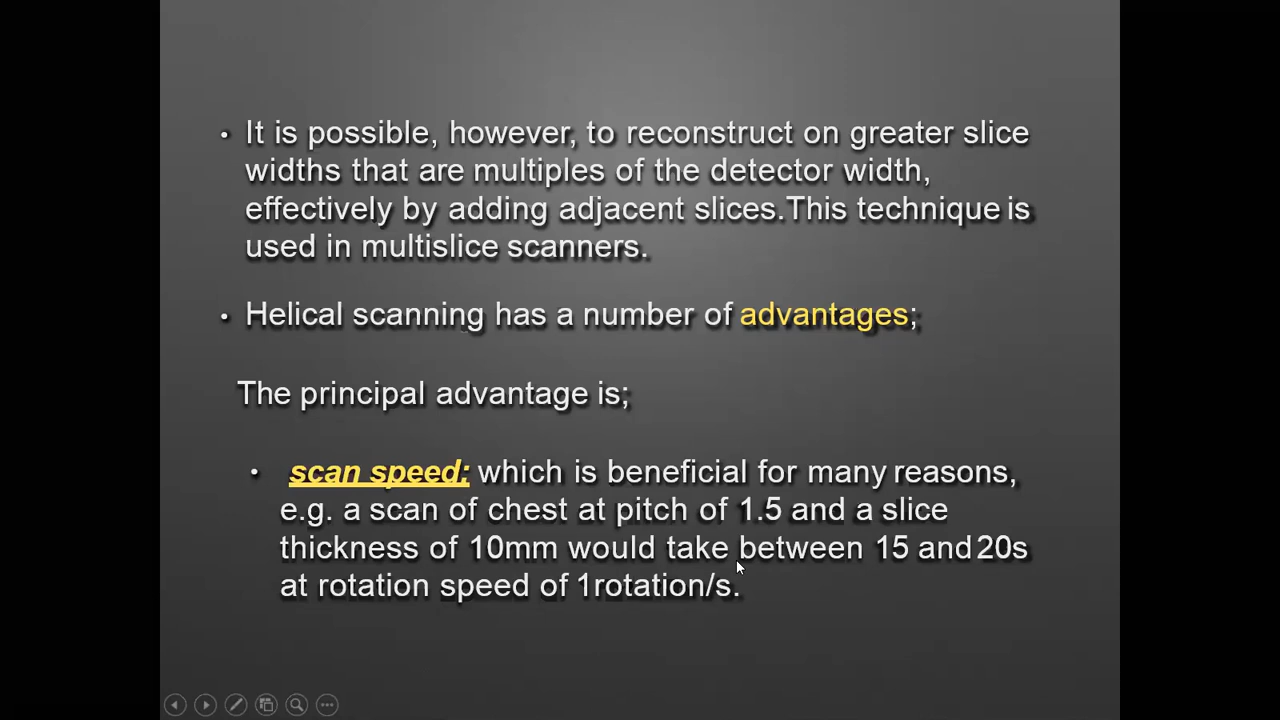 • It is possible, however, to reconstruct on greater slice
widths that are multiples of the detector width,
effectively by adding adjacent slices.This technique is
used in multislice scanners.
• Helical scanning has a number of advantages;
The principal advantage is;
• scan speed: which is beneficial for many reasons,
e.g. a scan of chest at pitch of 1.5 and a slice
thickness of 10mm would take between 15 and 20s
at rotation speed of 1rotation/s.